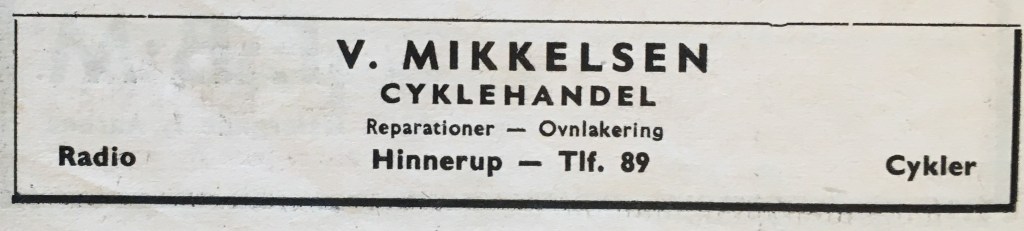 V. MIKKELSEN
CYKLEHANDEL
Reparationer — Ovnlakering
Radio Hinnerup — Tlf. 89 Cykler